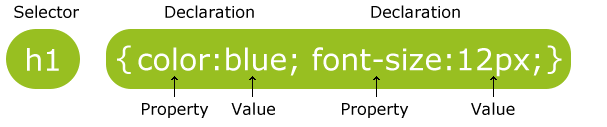 Selector Declaration Declaration
h1 {color:blue; font-size:12px;}
Property Value Property Value